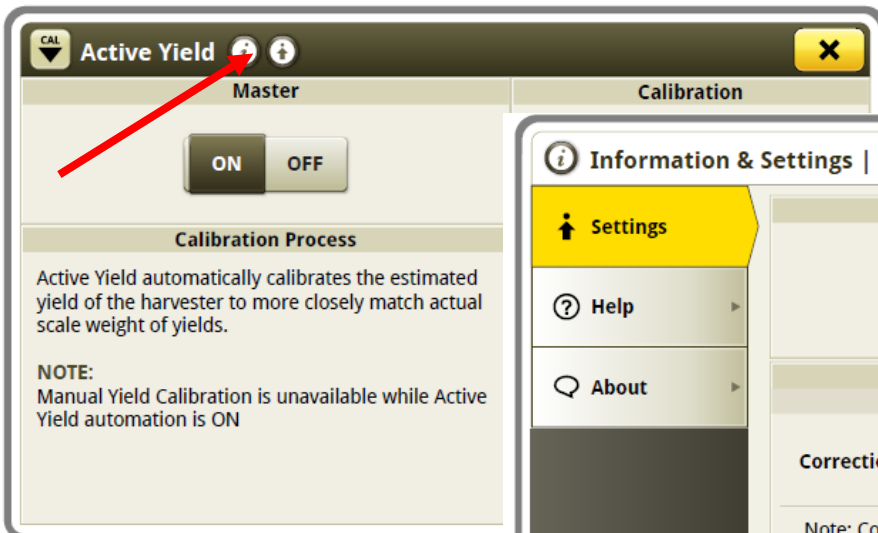 CAL
Active Yield
Master
Calibration
ON OFF
Calibration Process
Active Yield automatically calibrates the estimated
yield of the harvester to more closely match actual
scale weight of yields.
NOTE:
Manual Yield Calibration is unavailable while Active
Yield automation is ON
Information & Settings |
Settings
Help
About
Correcti
Note: Co